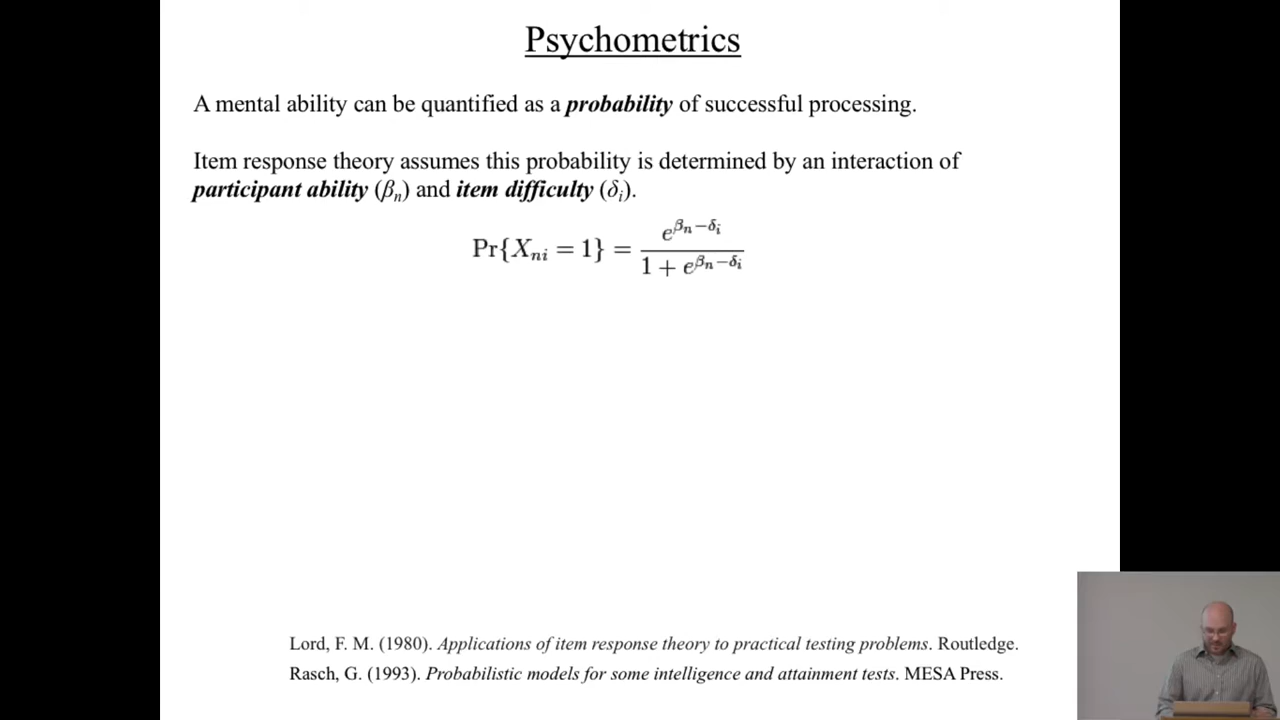 Psychometrics
A mental ability can be quantified as a probability of successful processing.
Item response theory assumes this probability is determined by an interaction of
participant ability (βₙ) and item difficulty (δᵢ).
Pr{Xₙᵢ = 1} = e^(βₙ−δᵢ) / (1 + e^(βₙ−δᵢ))
Lord, F. M. (1980). Applications of item response theory to practical testing problems. Routledge.
Rasch, G. (1993). Probabilistic models for some intelligence and attainment tests. MESA Press.